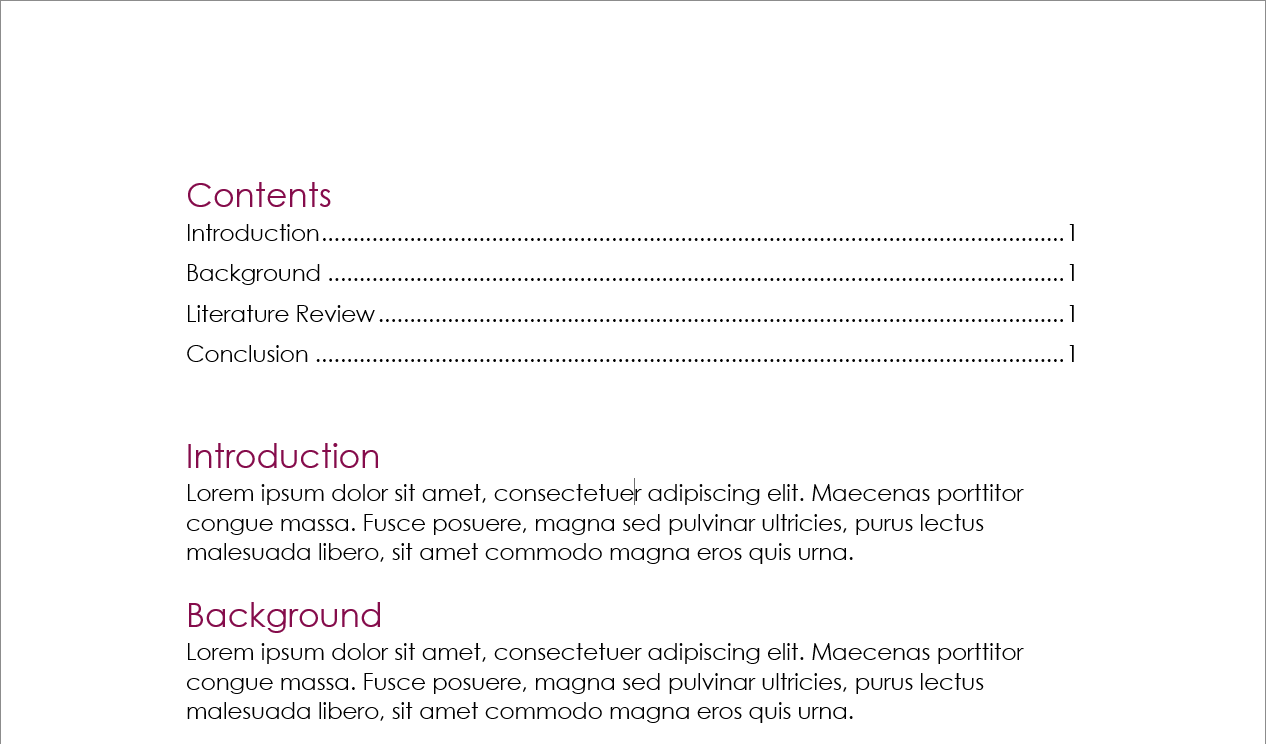 Contents
Introduction........................................................................................................................1
Background ......................................................................................................................1
Literature Review..............................................................................................................1
Conclusion ........................................................................................................................1
Introduction
Lorem ipsum dolor sit amet, consectetuer adipiscing elit. Maecenas porttitor
congue massa. Fusce posuere, magna sed pulvinar ultricies, purus lectus
malesuada libero, sit amet commodo magna eros quis urna.
Background
Lorem ipsum dolor sit amet, consectetuer adipiscing elit. Maecenas porttitor
congue massa. Fusce posuere, magna sed pulvinar ultricies, purus lectus
malesuada libero, sit amet commodo magna eros quis urna.